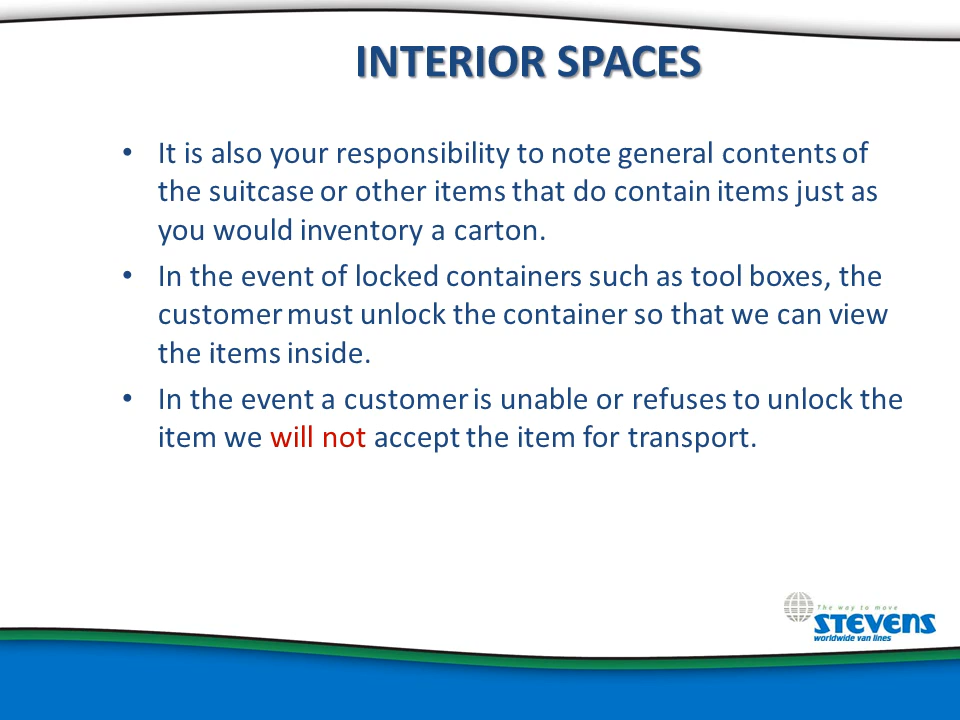 INTERIOR SPACES
• It is also your responsibility to note general contents of
the suitcase or other items that do contain items just as
you would inventory a carton.
• In the event of locked containers such as tool boxes, the
customer must unlock the container so that we can view
the items inside.
• In the event a customer is unable or refuses to unlock the
item we will not accept the item for transport.
The way to move
STEVENS
worldwide van lines